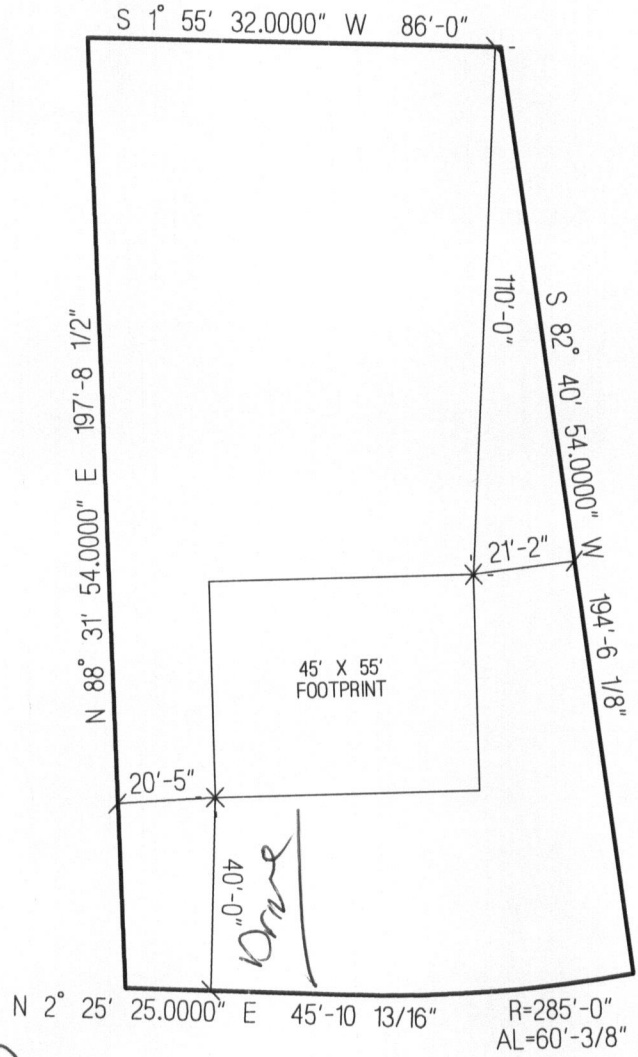 S 1° 55' 32.0000" W 86'-0"
110'-0"
S 82° 40' 54.0000" W 194'-6 1/8"
N 88° 31' 54.0000" E 197'-8 1/2"
21'-2"
45' X 55'
FOOTPRINT
20'-5"
40'-0"
Drive
N 2° 25' 25.0000" E 45'-10 13/16"
R=285'-0"
AL=60'-3/8"